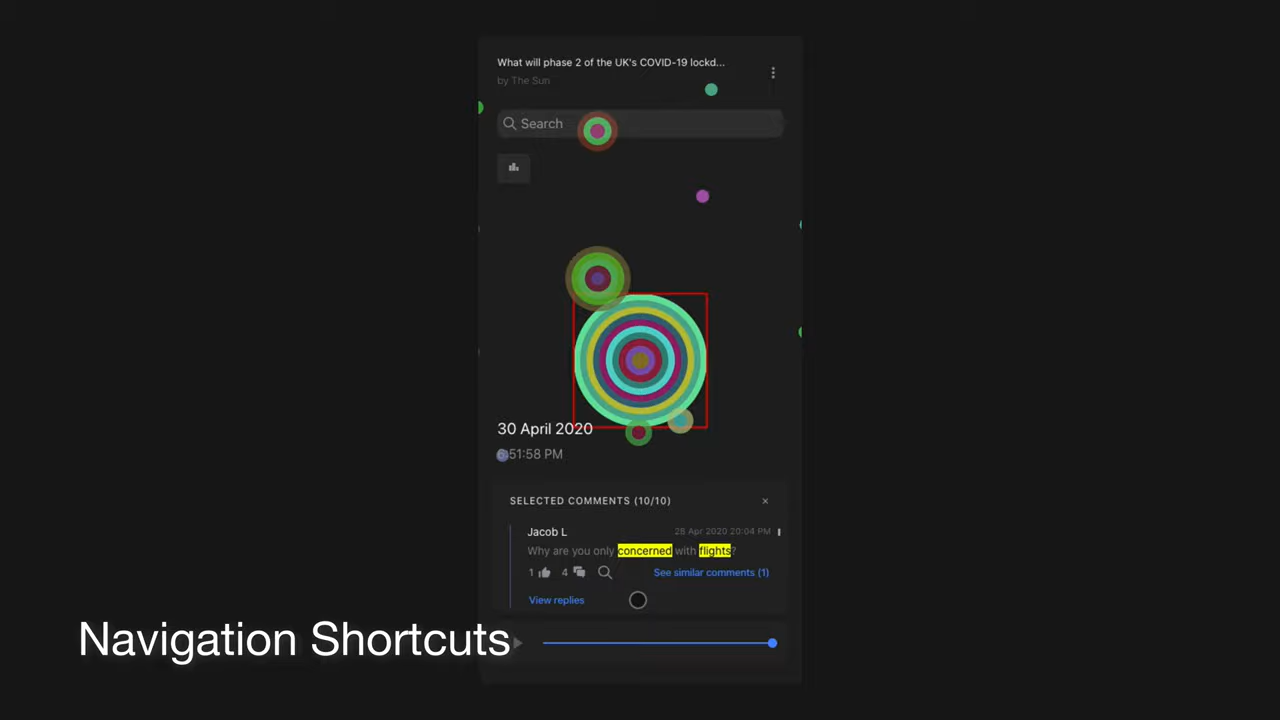 What will phase 2 of the UK's COVID-19 lockd...
by The Sun
Search
30 April 2020
6:51:58 PM
SELECTED COMMENTS (10/10) ×
Jacob L 28 Apr 2020 20:04 PM
Why are you only concerned with flights?
1 4 See similar comments (1)
View replies
Navigation Shortcuts